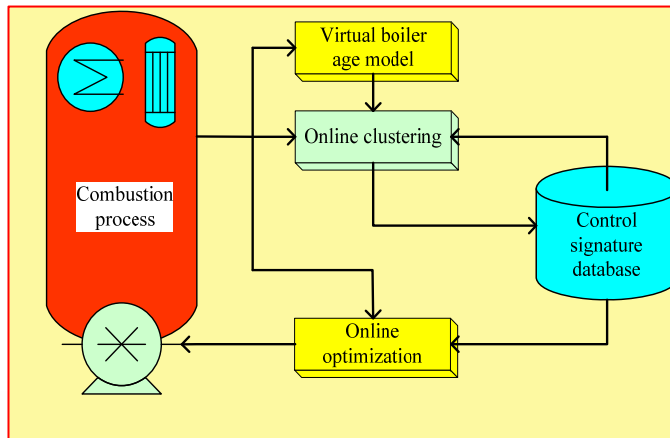 Virtual boiler
age model
Online clustering
Combustion
process
Control
signature
database
Online
optimization